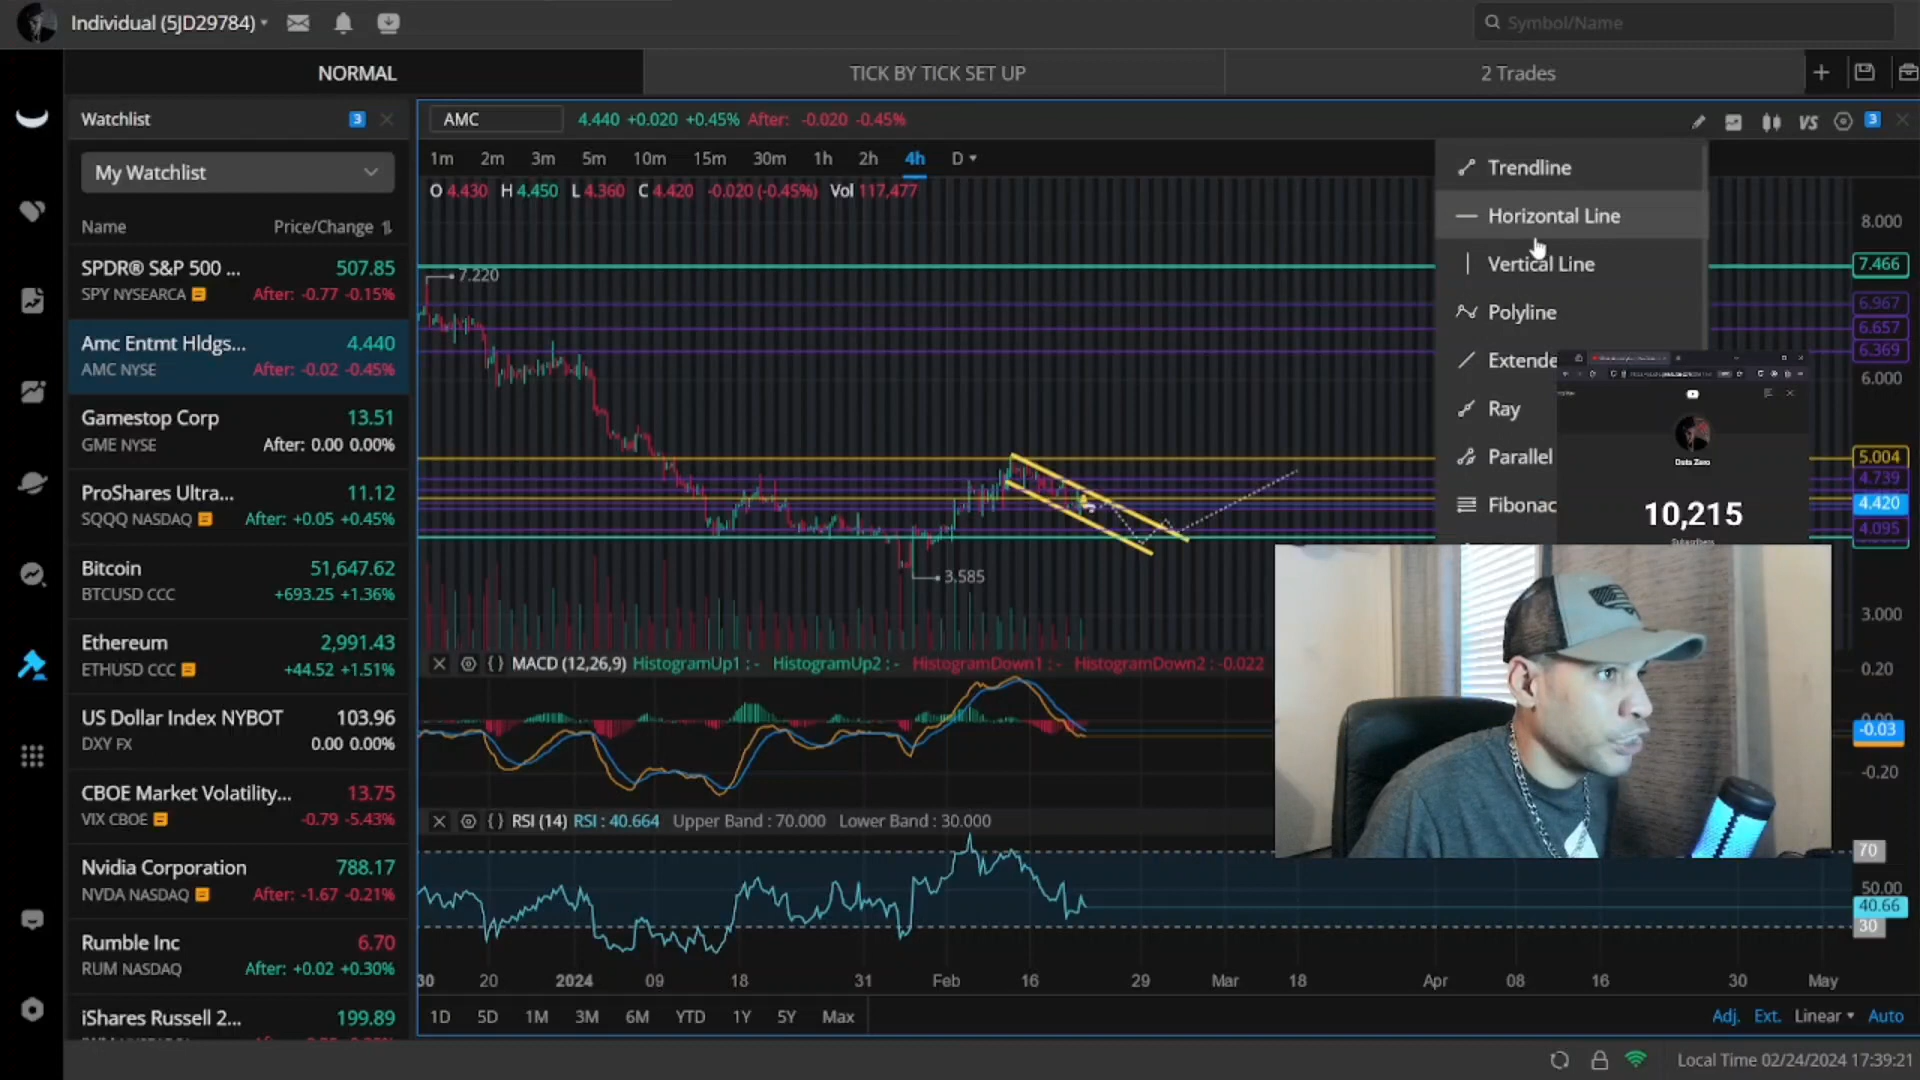 Individual (5JD29784)
Symbol/Name
NORMAL
TICK BY TICK SET UP
2 Trades
Watchlist
3
My Watchlist
Name
Price/Change
SPDR® S&P 500 ...
507.85
SPY NYSEARCA
After: -0.77 -0.15%
Amc Entmt Hldgs...
4.440
AMC NYSE
After: -0.02 -0.45%
Gamestop Corp
13.51
GME NYSE
After: 0.00 0.00%
ProShares Ultra...
11.12
SQQQ NASDAQ
After: +0.05 +0.45%
Bitcoin
51,647.62
BTCUSD CCC
+693.25 +1.36%
Ethereum
2,991.43
ETHUSD CCC
+44.52 +1.51%
US Dollar Index NYBOT
103.96
DXY FX
0.00 0.00%
CBOE Market Volatility...
13.75
VIX CBOE
-0.79 -5.43%
Nvidia Corporation
788.17
NVDA NASDAQ
After: -1.67 -0.21%
Rumble Inc
6.70
RUM NASDAQ
After: +0.02 +0.30%
iShares Russell 2...
199.89
AMC
4.440 +0.020 +0.45% After: -0.020 -0.45%
VS
3
1m 2m 3m 5m 10m 15m 30m 1h 2h 4h D
O 4.430 H 4.450 L 4.360 C 4.420 -0.020 (-0.45%) Vol 117,477
7.220
3.585
Trendline
Horizontal Line
Vertical Line
Polyline
Extende
Ray
Parallel
Fibonac
Data Zero
10,215
Subscribers
8.000
7.466
6.967
6.657
6.369
6.000
5.004
4.739
4.420
4.095
3.000
MACD (12,26,9) HistogramUp1 : - HistogramUp2 : - HistogramDown1 : - HistogramDown2 : -0.022
0.20
0.00
-0.03
-0.20
RSI (14) RSI : 40.664 Upper Band : 70.000 Lower Band : 30.000
70
50.00
40.66
30
30 20 2024 09 18 31 Feb 16 29 Mar 18 Apr 08 16 30 May
1D 5D 1M 3M 6M YTD 1Y 5Y Max
Adj. Ext. Linear Auto
Local Time 02/24/2024 17:39:21